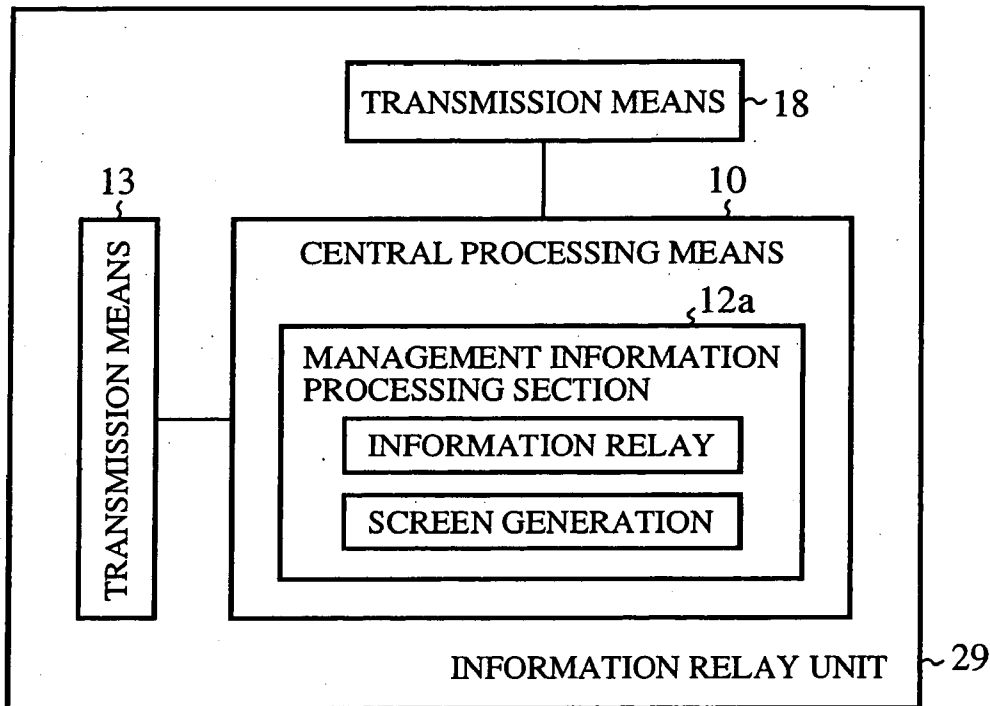 TRANSMISSION MEANS
18
13
10
TRANSMISSION MEANS
CENTRAL PROCESSING MEANS
12a
MANAGEMENT INFORMATION
PROCESSING SECTION
INFORMATION RELAY
SCREEN GENERATION
INFORMATION RELAY UNIT
29